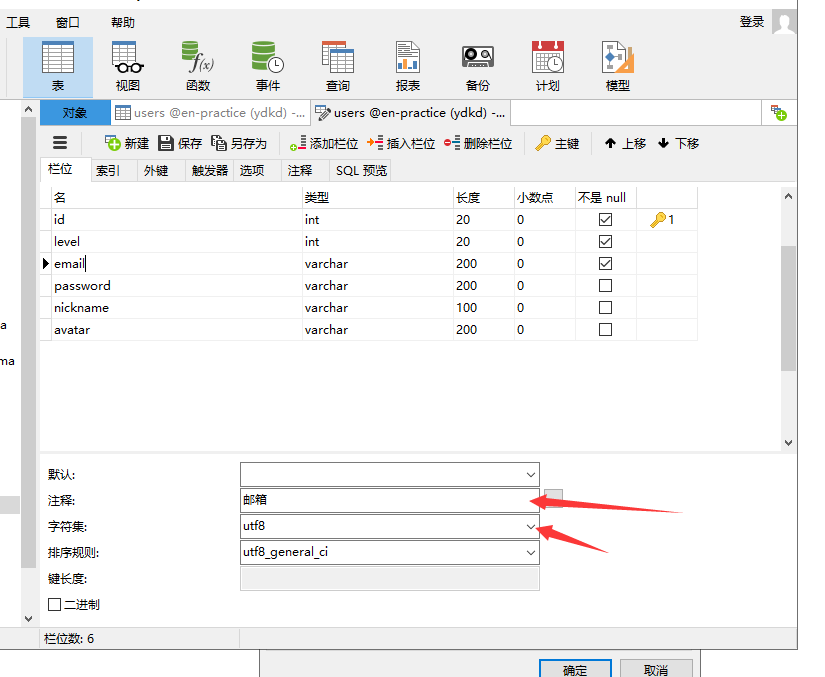 工具 窗口 帮助 登录
表 视图 函数 事件 查询 报表 备份 计划 模型
对象 users @en-practice (ydkd) -... users @en-practice (ydkd) -...
新建 保存 另存为 添加栏位 插入栏位 删除栏位 主键 上移 下移
栏位 索引 外键 触发器 选项 注释 SQL 预览
名 类型 长度 小数点 不是 null
id int 20 0 1
level int 20 0
email varchar 200 0
password varchar 200 0
nickname varchar 100 0
a
avatar varchar 200 0
ma
默认:
注释: 邮箱
字符集: utf8
排序规则: utf8_general_ci
键长度:
二进制
栏位数: 6
确定 取消